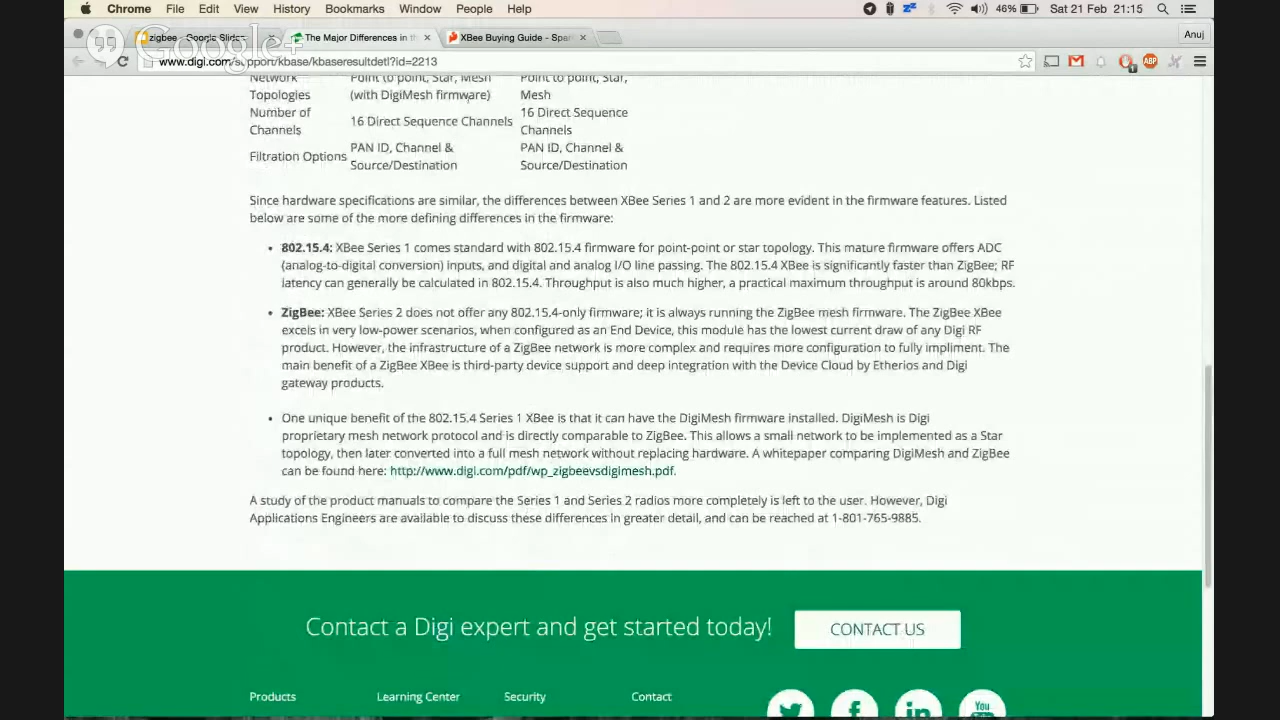 Chrome File Edit View History Bookmarks Window People Help 46% Sat 21 Feb 21:15
zigbee - Google Slides The Major Differences in th XBee Buying Guide - Spar Anuj
Google+
www.digi.com/support/kbase/kbaseresultdetl?id=2213
Network Point to point, Star, Mesh Point to point, Star,
Topologies (with DigiMesh firmware) Mesh
Number of 16 Direct Sequence Channels 16 Direct Sequence
Channels Channels
Filtration Options PAN ID, Channel & PAN ID, Channel &
Source/Destination Source/Destination
Since hardware specifications are similar, the differences between XBee Series 1 and 2 are more evident in the firmware features. Listed
below are some of the more defining differences in the firmware:
• 802.15.4: XBee Series 1 comes standard with 802.15.4 firmware for point-point or star topology. This mature firmware offers ADC
(analog-to-digital conversion) inputs, and digital and analog I/O line passing. The 802.15.4 XBee is significantly faster than ZigBee; RF
latency can generally be calculated in 802.15.4. Throughput is also much higher, a practical maximum throughput is around 80kbps.
• ZigBee: XBee Series 2 does not offer any 802.15.4-only firmware; it is always running the ZigBee mesh firmware. The ZigBee XBee
excels in very low-power scenarios, when configured as an End Device, this module has the lowest current draw of any Digi RF
product. However, the infrastructure of a ZigBee network is more complex and requires more configuration to fully impliment. The
main benefit of a ZigBee XBee is third-party device support and deep integration with the Device Cloud by Etherios and Digi
gateway products.
• One unique benefit of the 802.15.4 Series 1 XBee is that it can have the DigiMesh firmware installed. DigiMesh is Digi
proprietary mesh network protocol and is directly comparable to ZigBee. This allows a small network to be implemented as a Star
topology, then later converted into a full mesh network without replacing hardware. A whitepaper comparing DigiMesh and ZigBee
can be found here: http://www.digi.com/pdf/wp_zigbeevsdigimesh.pdf.
A study of the product manuals to compare the Series 1 and Series 2 radios more completely is left to the user. However, Digi
Applications Engineers are available to discuss these differences in greater detail, and can be reached at 1-801-765-9885.
Contact a Digi expert and get started today! CONTACT US
Products Learning Center Security Contact
You